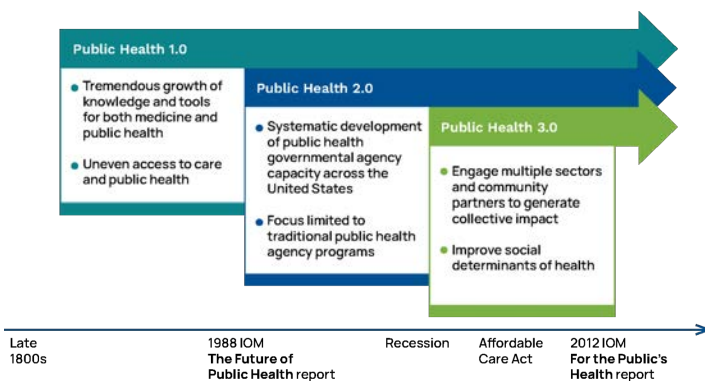 Public Health 1.0
Tremendous growth of
knowledge and tools
for both medicine and
public health
Uneven access to care
and public health
Public Health 2.0
Systematic development
of public health
governmental agency
capacity across the
United States
Focus limited to
traditional public health
agency programs
Public Health 3.0
Engage multiple sectors
and community
partners to generate
collective impact
Improve social
determinants of health
Late
1800s
1988 IOM
The Future of
Public Health report
Recession
Affordable
Care Act
2012 IOM
For the Public's
Health report